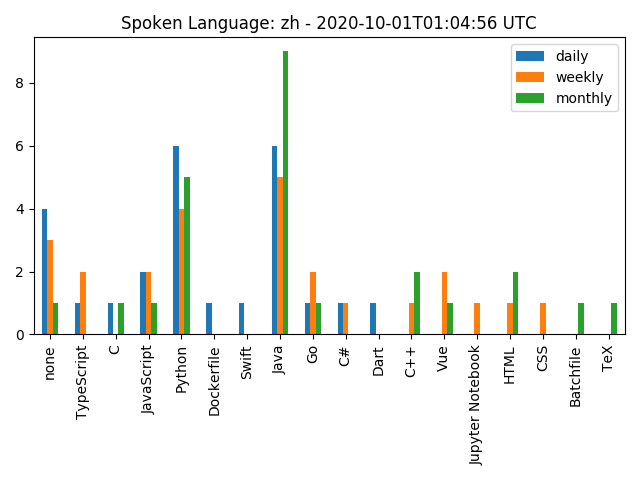 Spoken Language: zh - 2020-10-01T01:04:56 UTC
daily
weekly
monthly
8
6
4
2
0
none
TypeScript
C
JavaScript
Python
Dockerfile
Swift
Java
Go
C#
Dart
C++
Vue
Jupyter Notebook
HTML
CSS
Batchfile
TeX